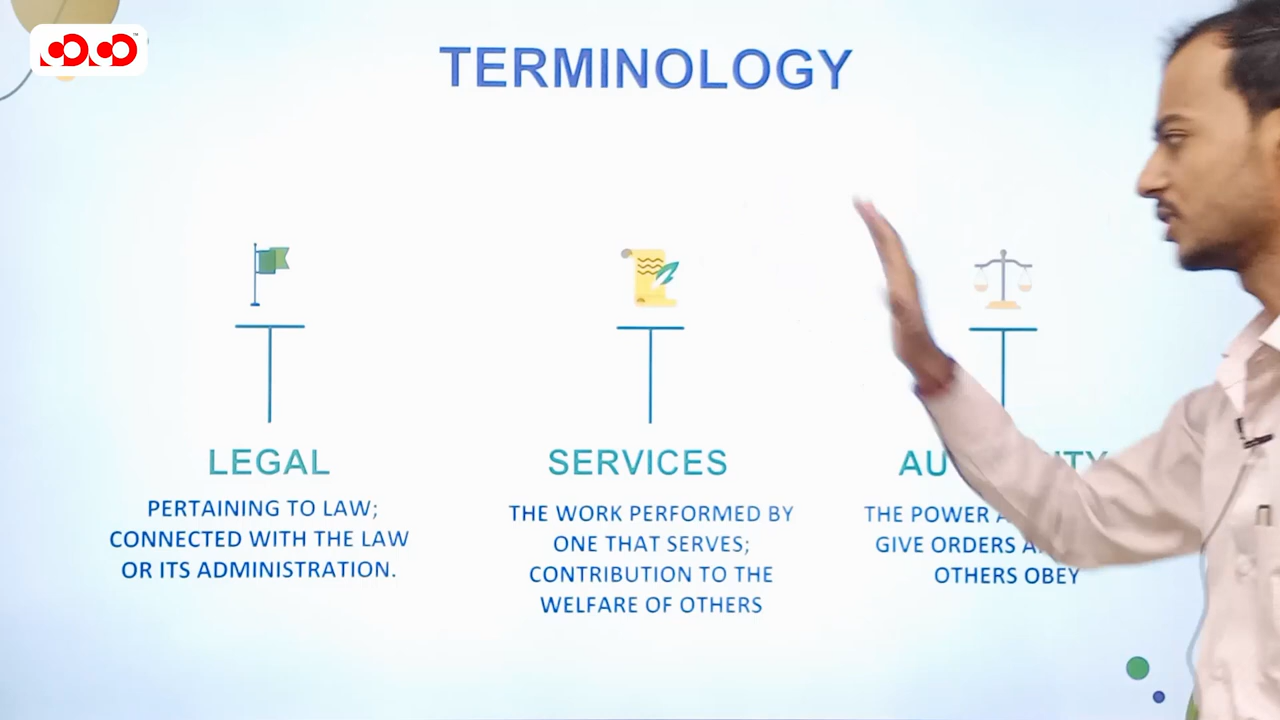 TERMINOLOGY
LEGAL
PERTAINING TO LAW;
CONNECTED WITH THE LAW
OR ITS ADMINISTRATION.
SERVICES
THE WORK PERFORMED BY
ONE THAT SERVES;
CONTRIBUTION TO THE
WELFARE OF OTHERS
THE POWER
GIVE ORDERS
OTHERS OBEY